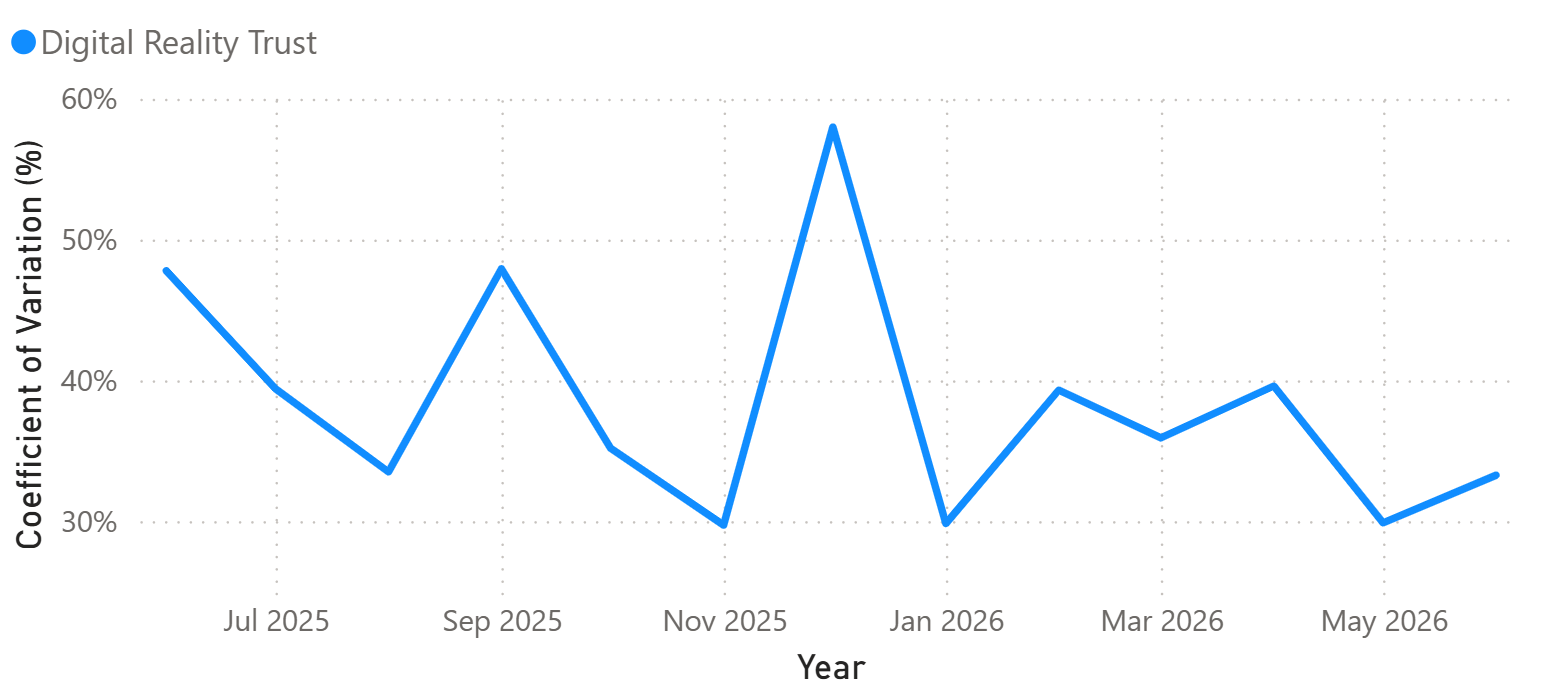 Digital Reality Trust
60%
50%
40%
30%
Coefficient of Variation (%)
Jul 2025 Sep 2025 Nov 2025 Jan 2026 Mar 2026 May 2026
Year